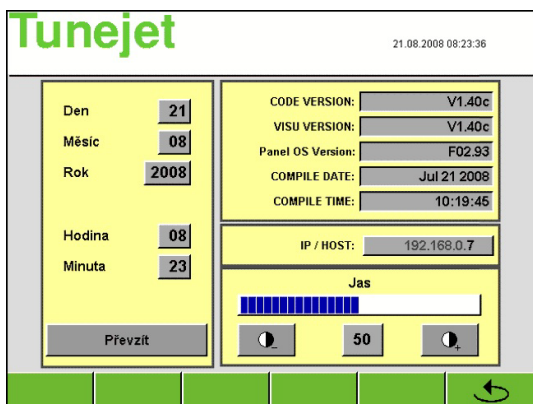 Tunejet
21.08.2008 08:23:36
Den 21
Měsíc 08
Rok 2008
Hodina 08
Minuta 23
Převzít
CODE VERSION: V1.40c
VISU VERSION: V1.40c
Panel OS Version: F02.93
COMPILE DATE: Jul 21 2008
COMPILE TIME: 10:19:45
IP / HOST: 192.168.0.7
Jas
50